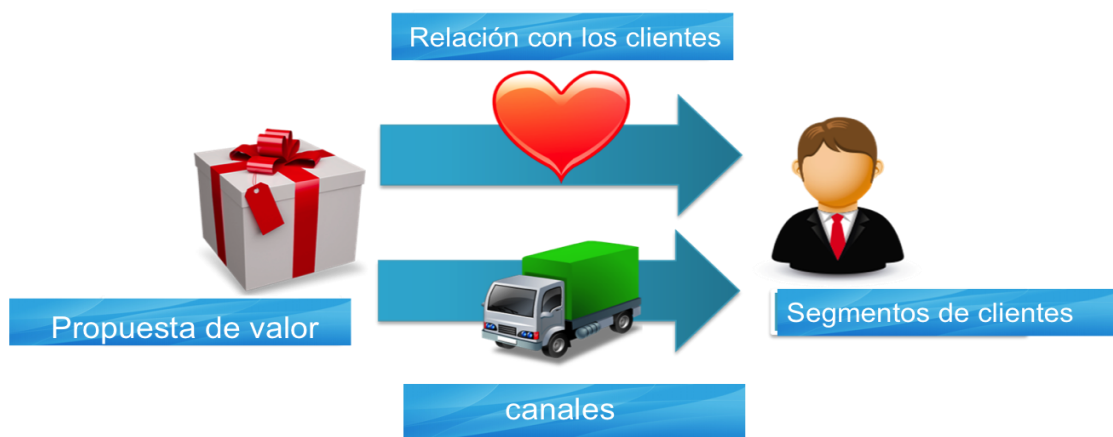 Relación con los clientes
Propuesta de valor
Segmentos de clientes
canales